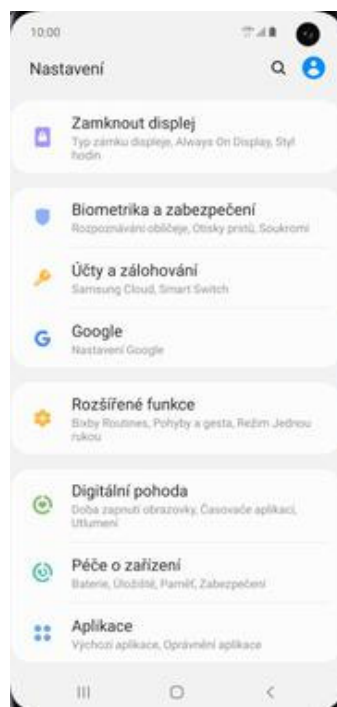 10:00
Nastavení
Zamknout displej
Typ zámku displeje, Always On Display, Styl
hodin
Biometrika a zabezpečení
Rozpoznávání obličeje, Otisky prstů, Soukromí
Účty a zálohování
Samsung Cloud, Smart Switch
Google
Nastavení Google
Rozšířené funkce
Bixby Routines, Pohyby a gesta, Režim Jednou
rukou
Digitální pohoda
Doba zapnutí obrazovky, Časovače aplikací,
Utlumení
Péče o zařízení
Baterie, Úložiště, Paměť, Zabezpečení
Aplikace
Výchozí aplikace, Oprávnění aplikace